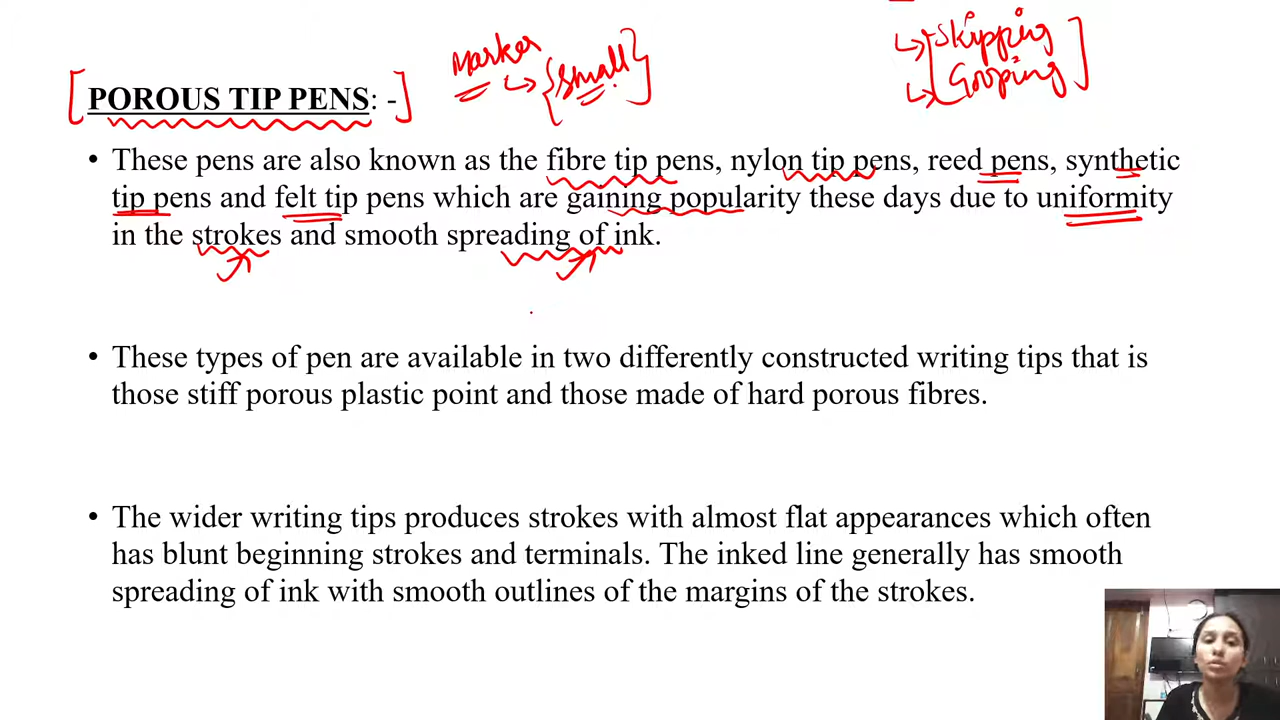 Marker
→ {small}
→ Skipping
→ Gooping
[POROUS TIP PENS: -]
• These pens are also known as the fibre tip pens, nylon tip pens, reed pens, synthetic
tip pens and felt tip pens which are gaining popularity these days due to uniformity
in the strokes and smooth spreading of ink.
• These types of pen are available in two differently constructed writing tips that is
those stiff porous plastic point and those made of hard porous fibres.
• The wider writing tips produces strokes with almost flat appearances which often
has blunt beginning strokes and terminals. The inked line generally has smooth
spreading of ink with smooth outlines of the margins of the strokes.